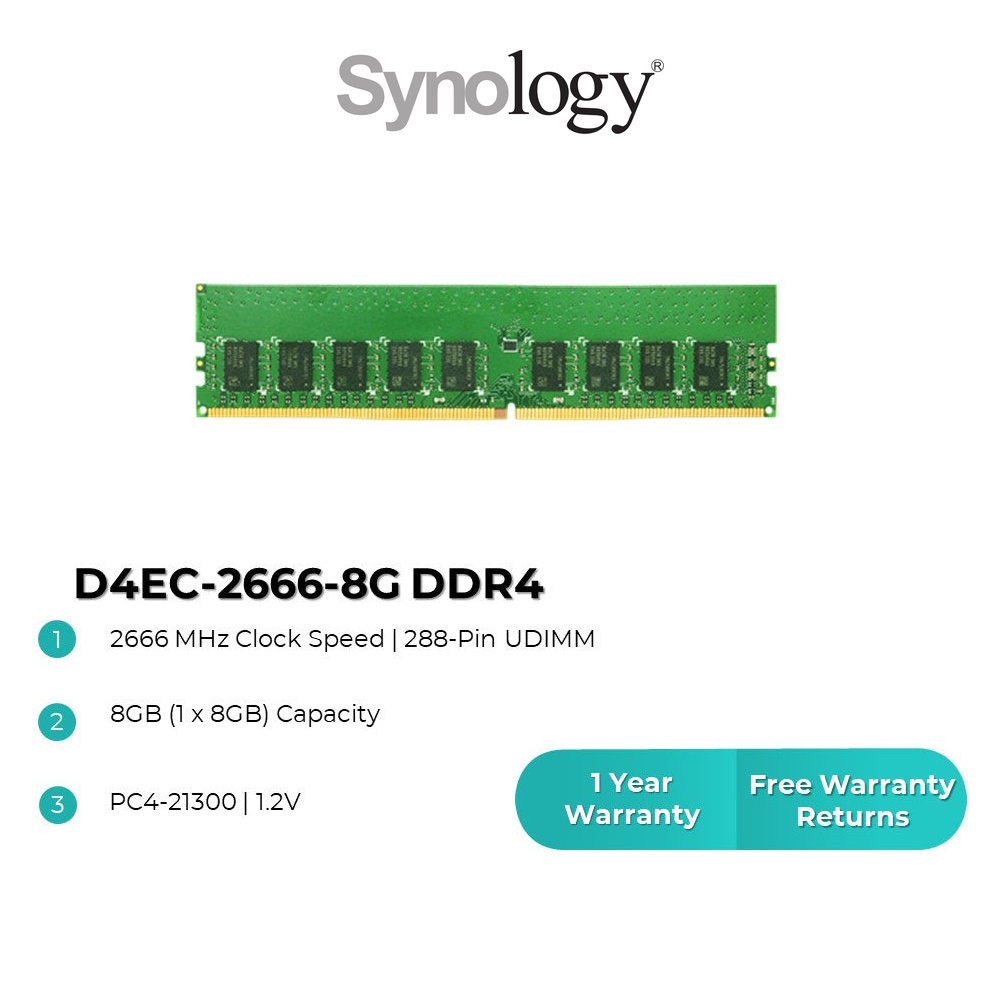 Synology®
D4EC-2666-8G DDR4
1 2666 MHz Clock Speed | 288-Pin UDIMM
2 8GB (1 x 8GB) Capacity
3 PC4-21300 | 1.2V
1 Year
Warranty
Free Warranty
Returns